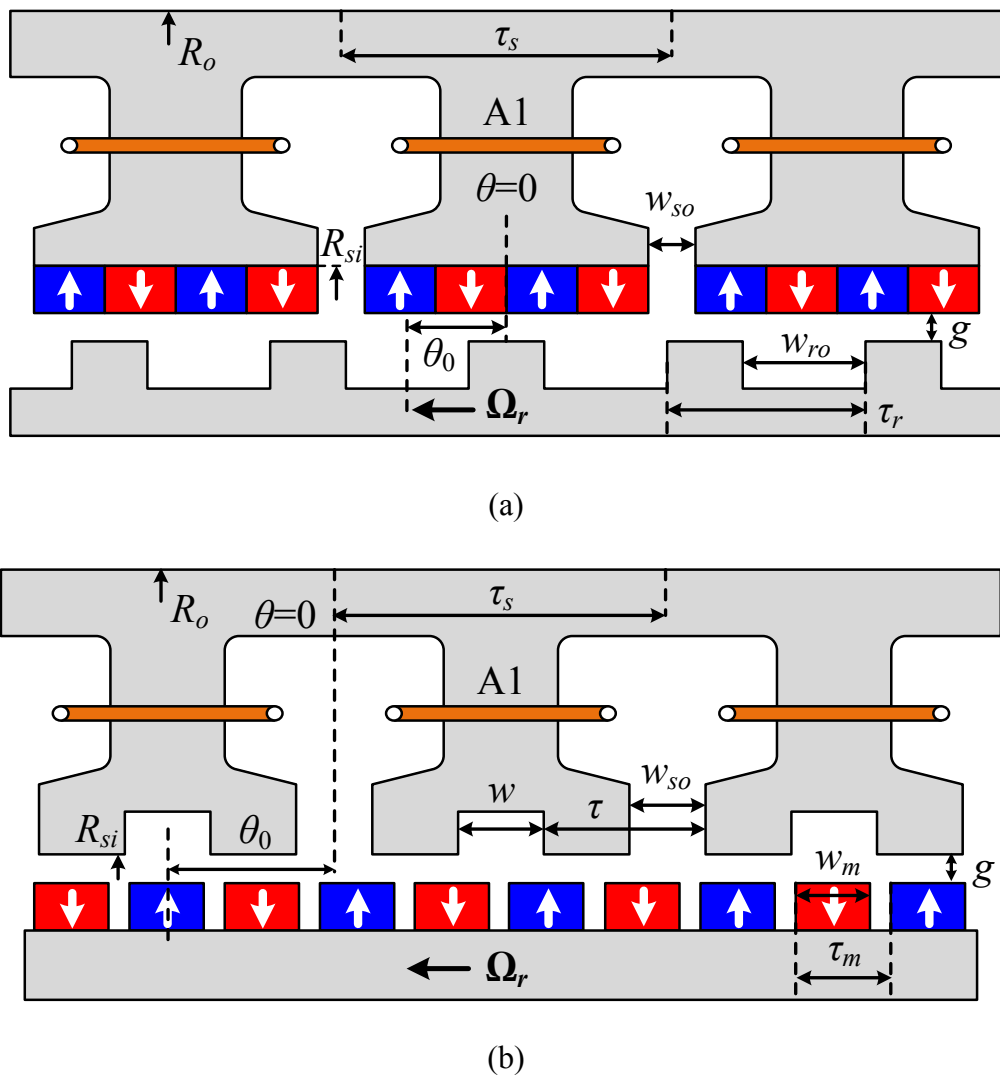 R_o
τ_s
A1
θ=0
w_so
R_si
g
θ_0
w_ro
Ω_r
τ_r
(a)
R_o
θ=0
τ_s
A1
w_so
w
τ
R_si
θ_0
w_m
g
Ω_r
τ_m
(b)